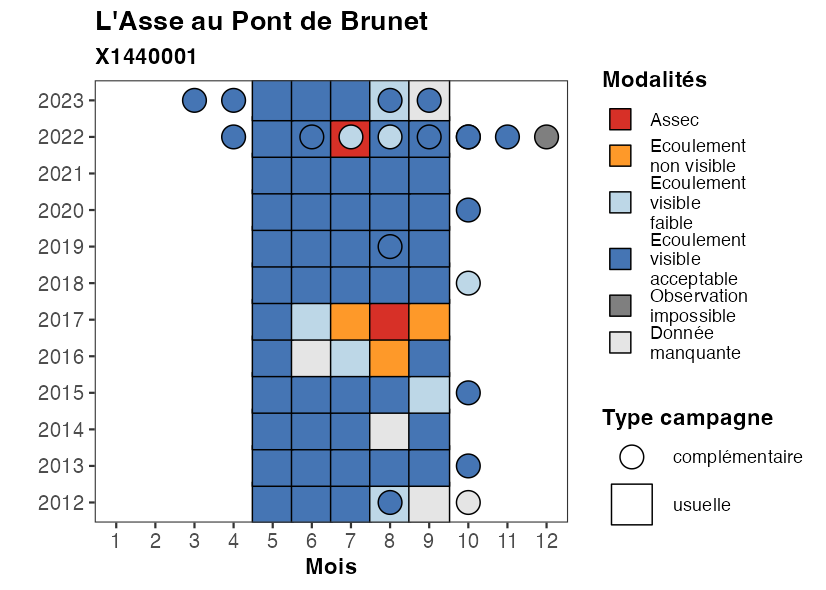 L'Asse au Pont de Brunet
X1440001
2023
2022
2021
2020
2019
2018
2017
2016
2015
2014
2013
2012
1 2 3 4 5 6 7 8 9 10 11 12
Mois
Modalités
Assec
Ecoulement
non visible
Ecoulement
visible
faible
Ecoulement
visible
acceptable
Observation
impossible
Donnée
manquante
Type campagne
complémentaire
usuelle